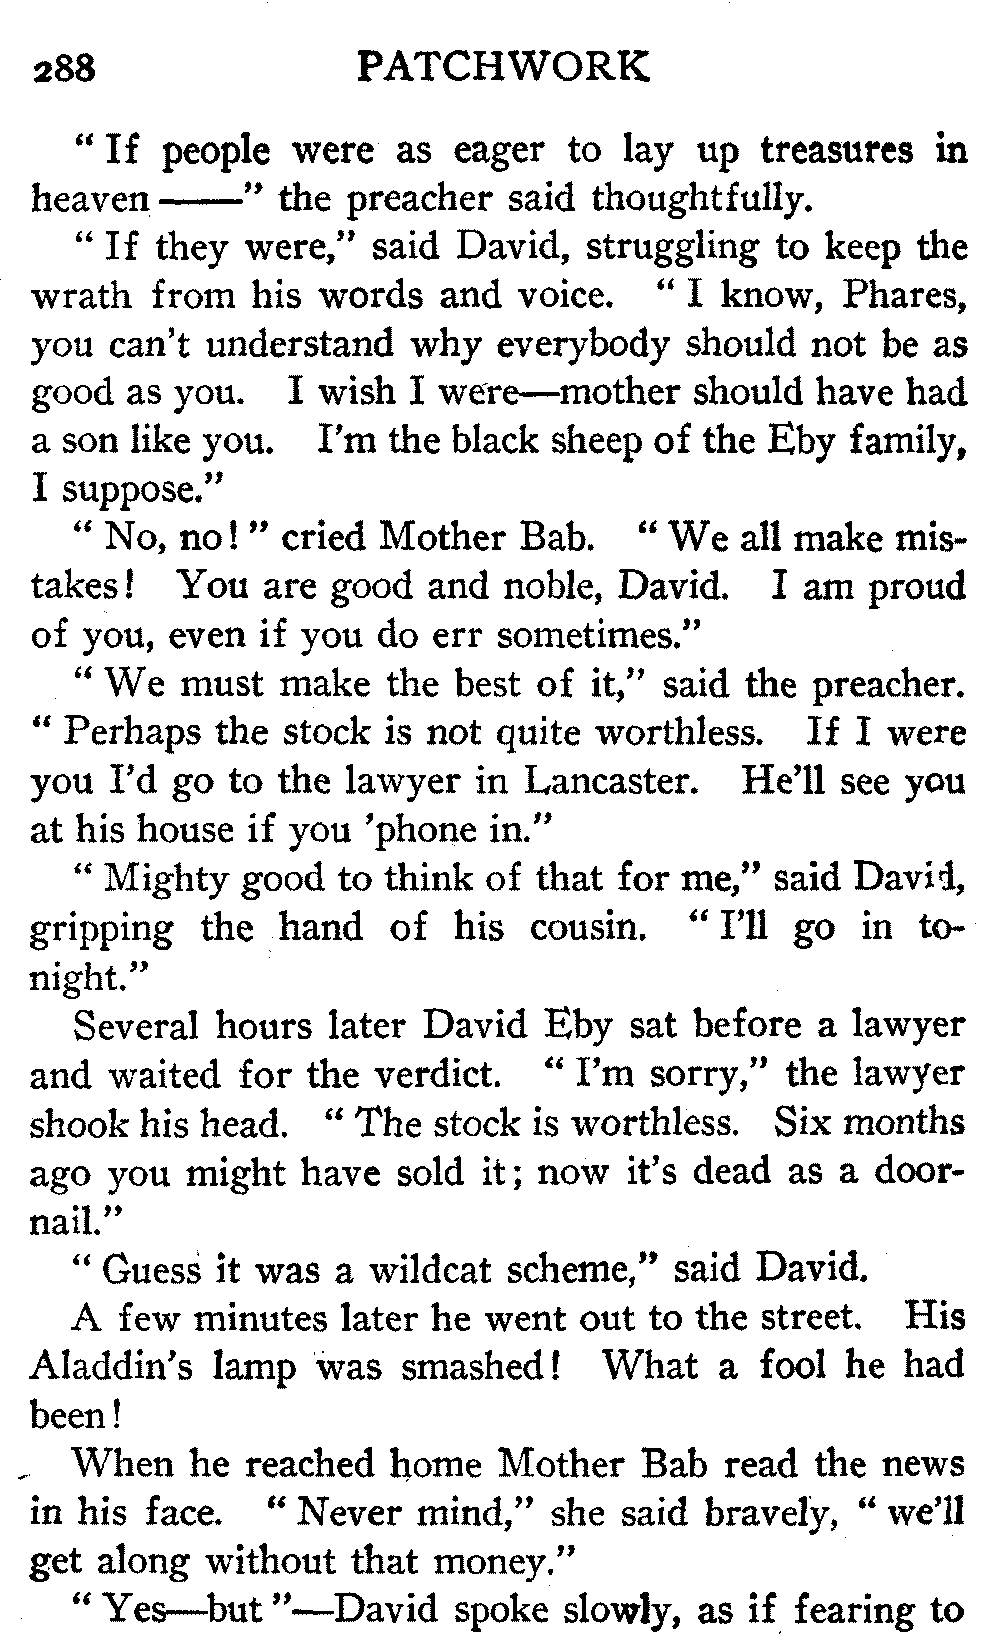 288 PATCHWORK
“ If people were as eager to lay up treasures in
heaven ——” the preacher said thoughtfully.
“ If they were,” said David, struggling to keep the
wrath from his words and voice. “ I know, Phares,
you can’t understand why everybody should not be as
good as you. I wish I were—mother should have had
a son like you. I’m the black sheep of the Eby family,
I suppose.”
“ No, no! ” cried Mother Bab. “ We all make mis-
takes! You are good and noble, David. I am proud
of you, even if you do err sometimes.”
“ We must make the best of it,” said the preacher.
“ Perhaps the stock is not quite worthless. If I were
you I’d go to the lawyer in Lancaster. He’ll see you
at his house if you ’phone in.”
“ Mighty good to think of that for me,” said David,
gripping the hand of his cousin. “ I’ll go in to-
night.”
Several hours later David Eby sat before a lawyer
and waited for the verdict. “ I’m sorry,” the lawyer
shook his head. “ The stock is worthless. Six months
ago you might have sold it; now it’s dead as a door-
nail.”
“ Guess it was a wildcat scheme,” said David.
A few minutes later he went out to the street. His
Aladdin’s lamp was smashed! What a fool he had
been!
When he reached home Mother Bab read the news
in his face. “ Never mind,” she said bravely, “ we’ll
get along without that money.”
“ Yes—but ”—David spoke slowly, as if fearing to